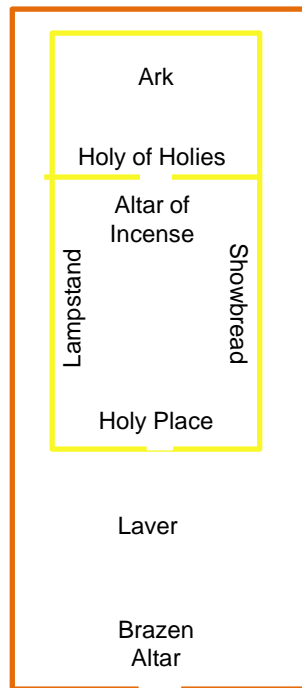 Ark
Holy of Holies
Altar of
Incense
Lampstand
Showbread
Holy Place
Laver
Brazen
Altar